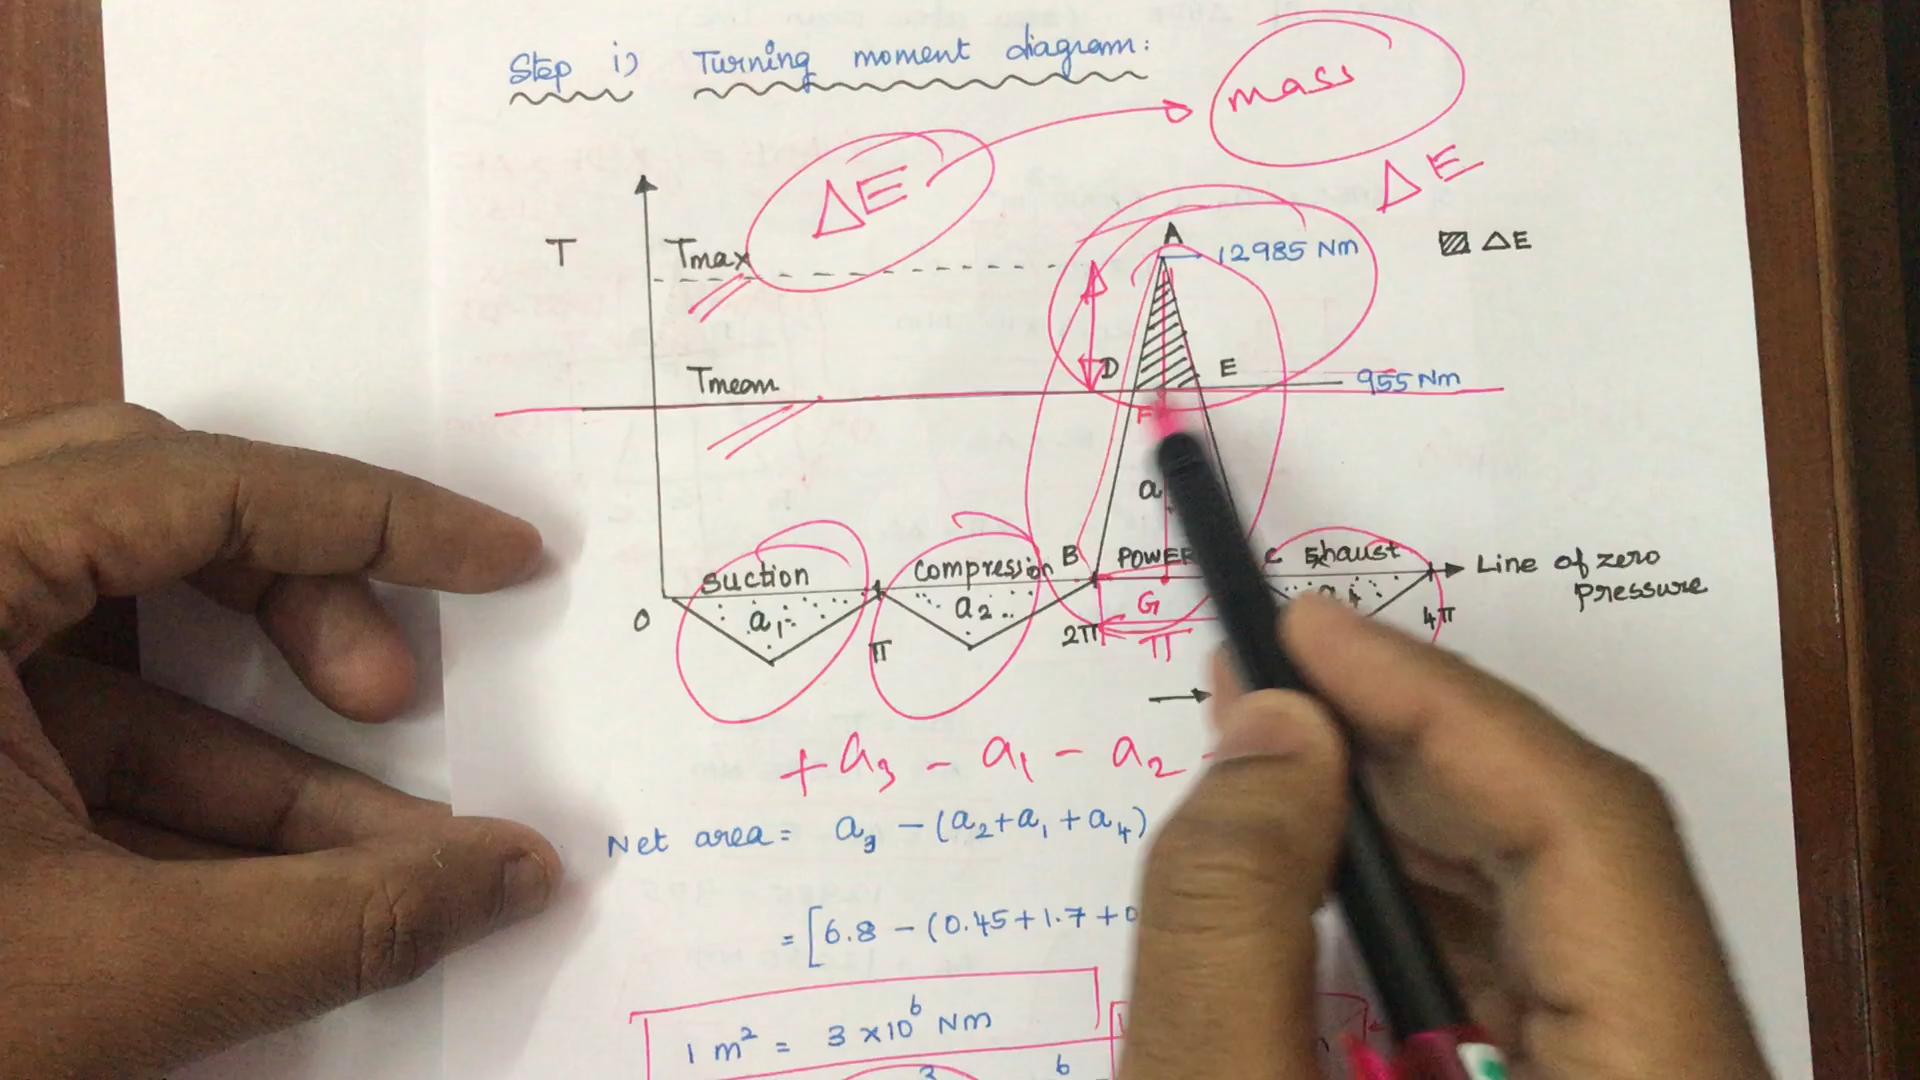 Step i) Turning moment diagram:
mass
ΔE
ΔE
T
Tmax
A
12985 Nm
ΔE
Tmean
D
E
955 Nm
F
a
suction
compression
B
POWER
C
Exhaust
Line of zero
pressure
0
a₁
π
a₂
2π
G
π
a₄
4π
+ a₃ - a₁ - a₂ -
Net area = a₃ - (a₂+a₁+a₄)
= [6.8 - (0.45+1.7+0
1 m² = 3×10⁶ Nm